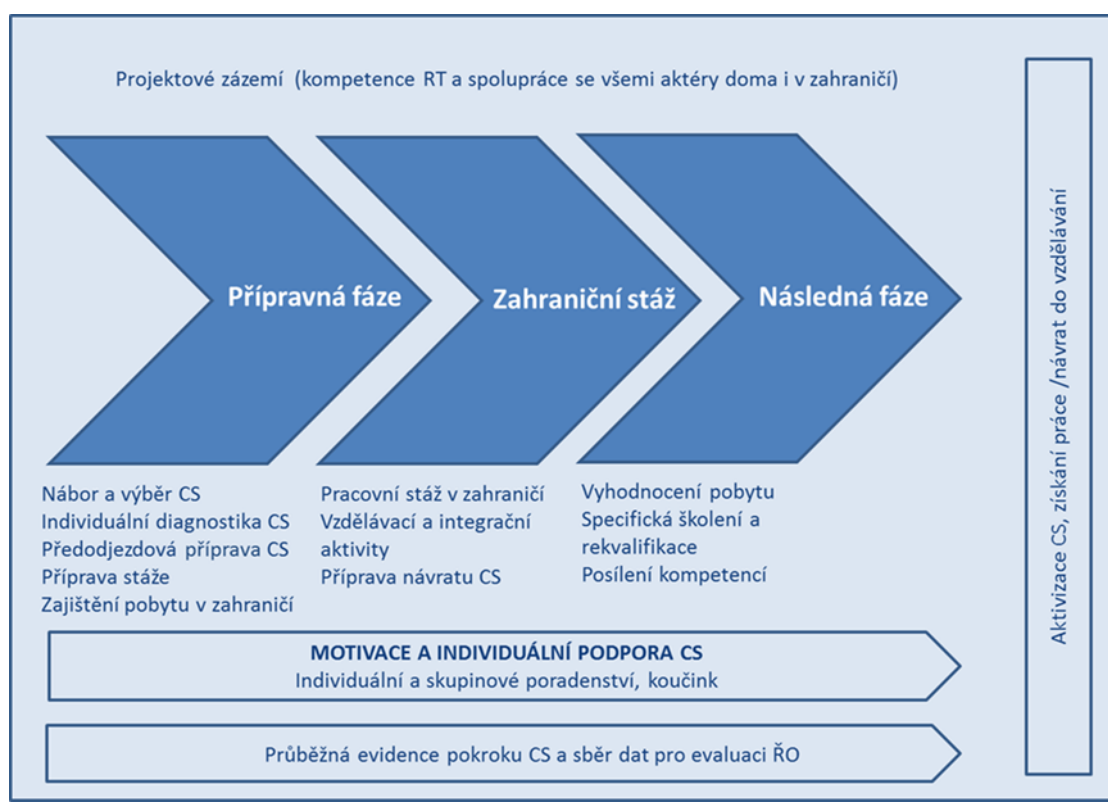 Projektové zázemí (kompetence RT a spolupráce se všemi aktéry doma i v zahraničí)
Přípravná fáze
Zahraniční stáž
Následná fáze
Nábor a výběr CS
Individuální diagnostika CS
Předodjezdová příprava CS
Příprava stáže
Zajištění pobytu v zahraničí
Pracovní stáž v zahraničí
Vzdělávací a integrační
aktivity
Příprava návratu CS
Vyhodnocení pobytu
Specifická školení a
rekvalifikace
Posílení kompetencí
MOTIVACE A INDIVIDUÁLNÍ PODPORA CS
Individuální a skupinové poradenství, koučink
Průběžná evidence pokroku CS a sběr dat pro evaluaci ŘO
Aktivizace CS, získání práce /návrat do vzdělávání